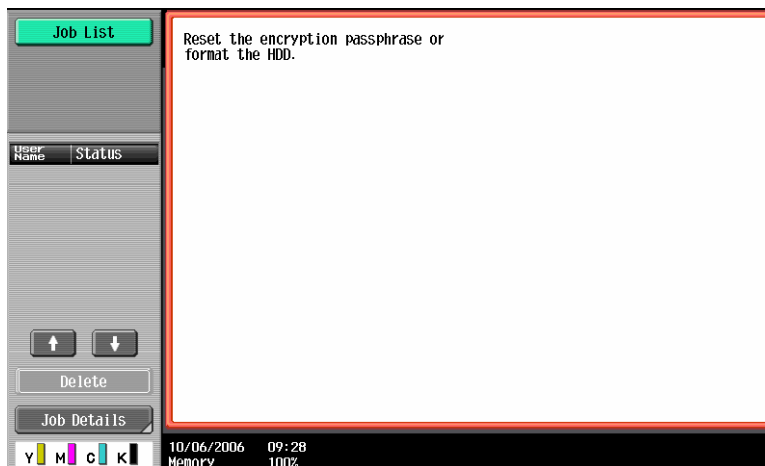 Job List
Reset the encryption passphrase or
format the HDD.
User Name Status
Delete
Job Details
Y M C K
10/06/2006 09:28
Memory 100%